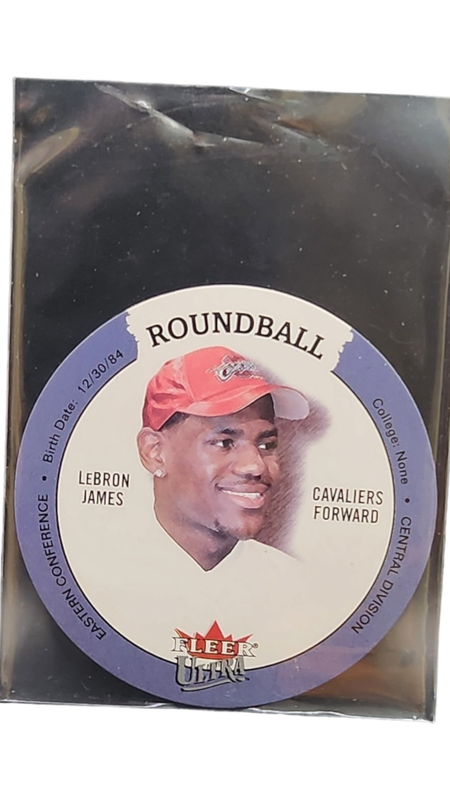 ROUNDBALL
Birth Date: 12/30/84
EASTERN CONFERENCE •
College: None •
CENTRAL DIVISION
LEBRON
JAMES
CAVALIERS
FORWARD
FLEER®
ULTRA